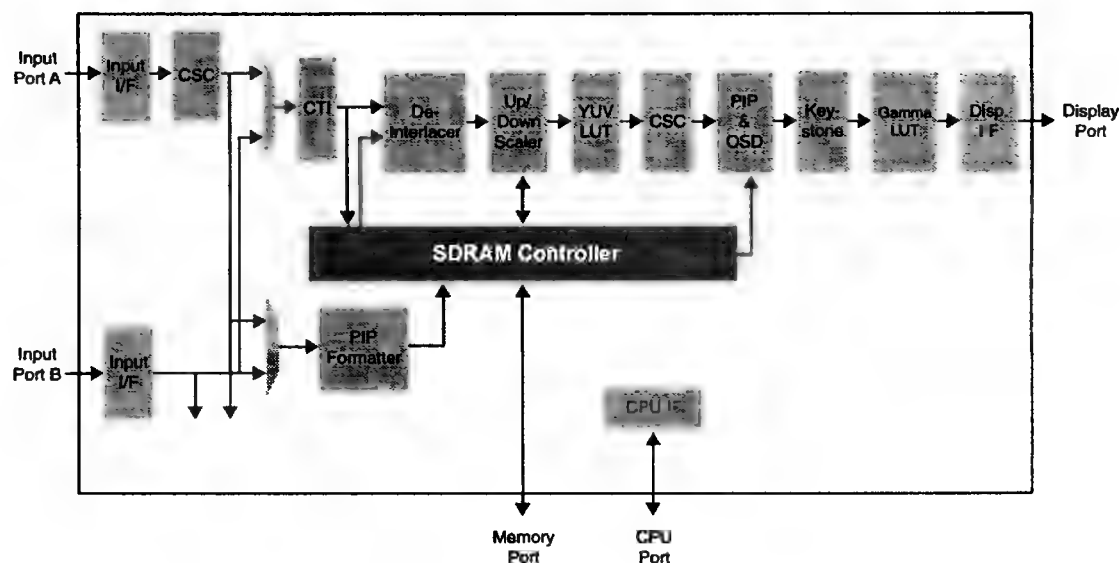 Input
Port A
Input
I/F
CSC
CTI
De-
Interlacer
Up/
Down
Scaler
YUV
LUT
CSC
PIP
&
OSD
Key-
stone
Gamma
LUT
Disp.
I F
Display
Port
SDRAM Controller
Input
Port B
Input
I/F
PIP
Formatter
CPU I/F
Memory
Port
CPU
Port